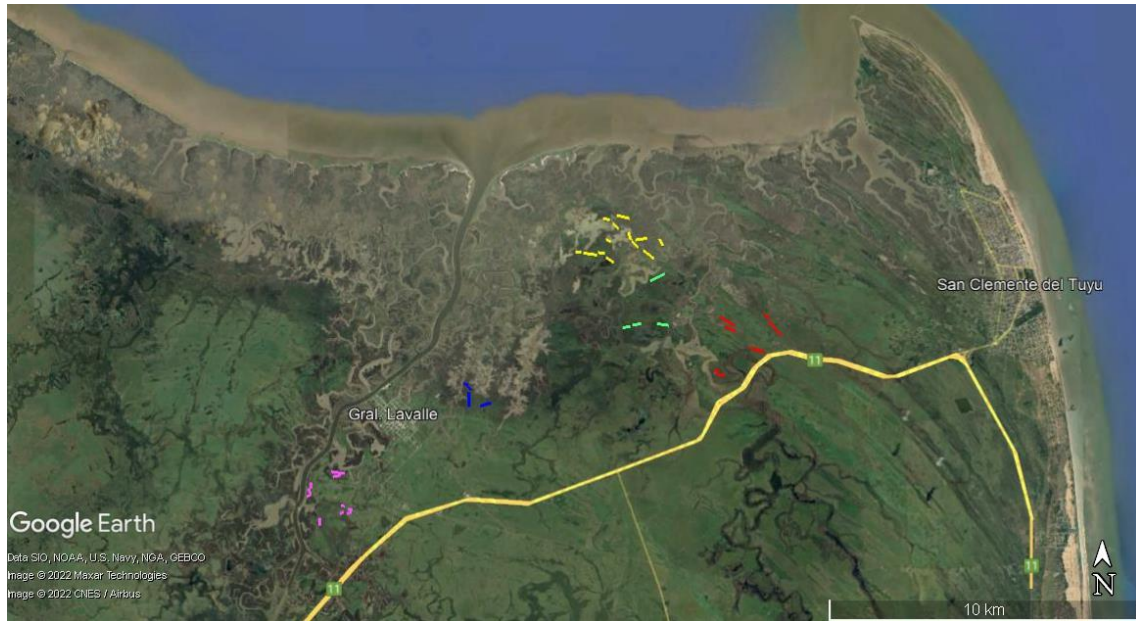 San Clemente del Tuyu
11
Gral. Lavalle
Google Earth
Data SIO, NOAA, U.S. Navy, NGA, GEBCO
Image © 2022 Maxar Technologies
Image © 2022 CNES / Airbus
11
11
N
10 km